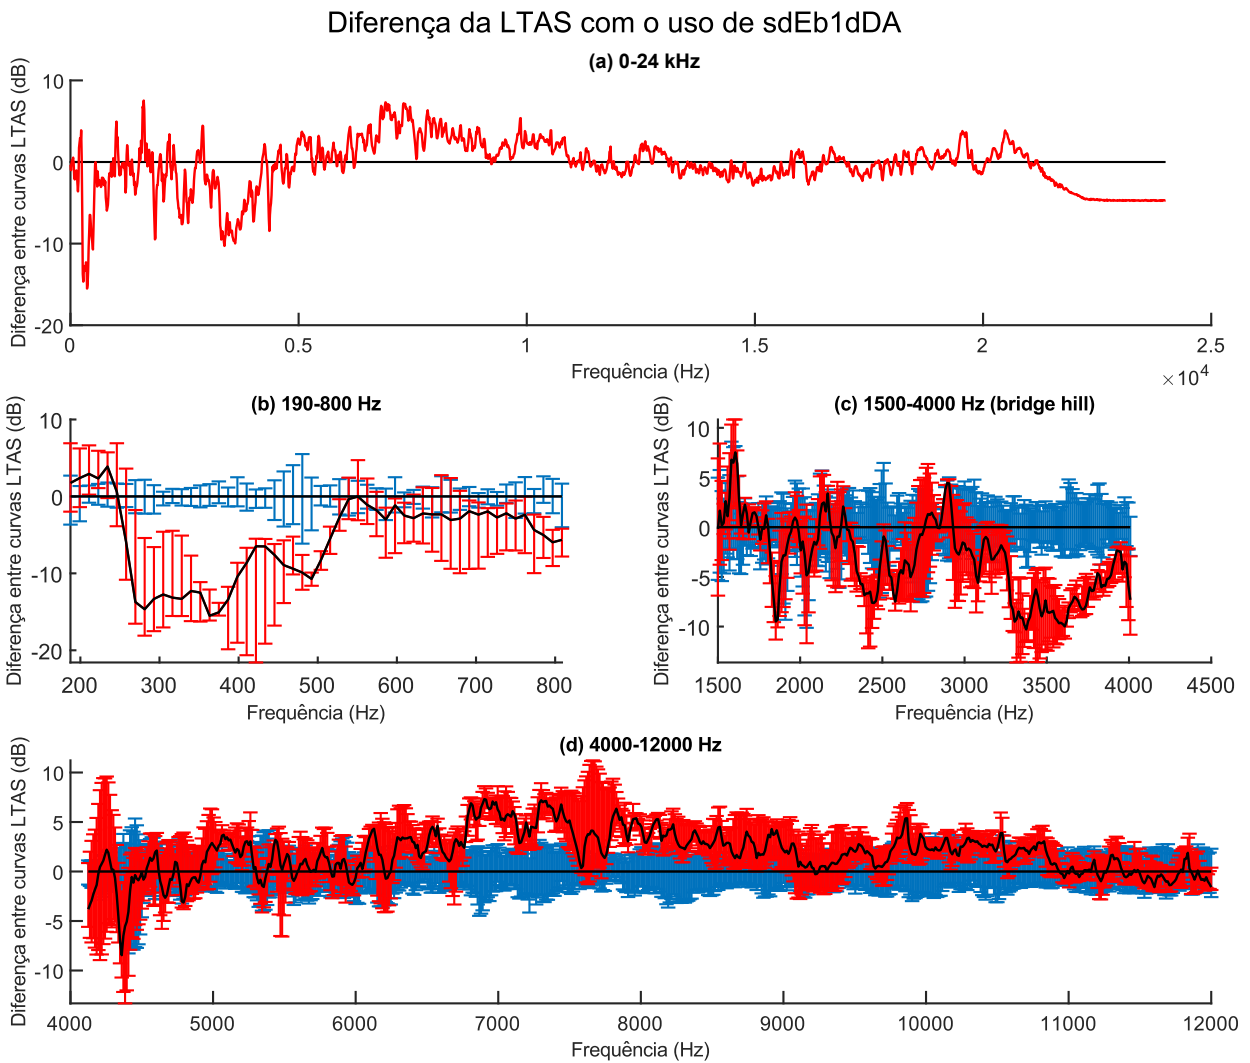 Diferença da LTAS com o uso de sdEb1dDA
(a) 0-24 kHz
Diferença entre curvas LTAS (dB)
10
0
-10
-20
0 0.5 1 1.5 2 2.5
Frequência (Hz)
×10^4
(b) 190-800 Hz
Diferença entre curvas LTAS (dB)
10
0
-10
-20
200 300 400 500 600 700 800
Frequência (Hz)
(c) 1500-4000 Hz (bridge hill)
Diferença entre curvas LTAS (dB)
10
5
0
-5
-10
1500 2000 2500 3000 3500 4000 4500
Frequência (Hz)
(d) 4000-12000 Hz
Diferença entre curvas LTAS (dB)
10
5
0
-5
-10
4000 5000 6000 7000 8000 9000 10000 11000 12000
Frequência (Hz)